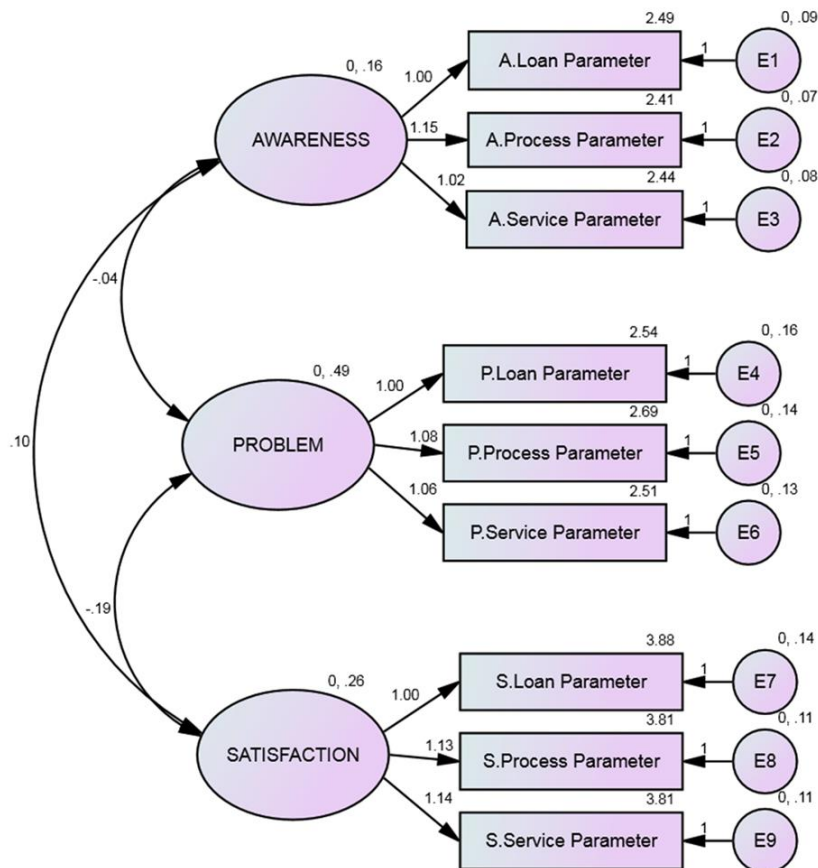 2.49
0, .09
0, .16
1.00
A.Loan Parameter
1
E1
2.41
0, .07
AWARENESS
1.15
A.Process Parameter
1
E2
2.44
0, .08
1.02
A.Service Parameter
1
E3
-.04
2.54
0, .16
0, .49
1.00
P.Loan Parameter
1
E4
2.69
0, .14
.10
PROBLEM
1.08
P.Process Parameter
1
E5
2.51
0, .13
1.06
P.Service Parameter
1
E6
-.19
3.88
0, .14
0, .26
1.00
S.Loan Parameter
1
E7
3.81
0, .11
SATISFACTION
1.13
S.Process Parameter
1
E8
3.81
0, .11
1.14
S.Service Parameter
1
E9